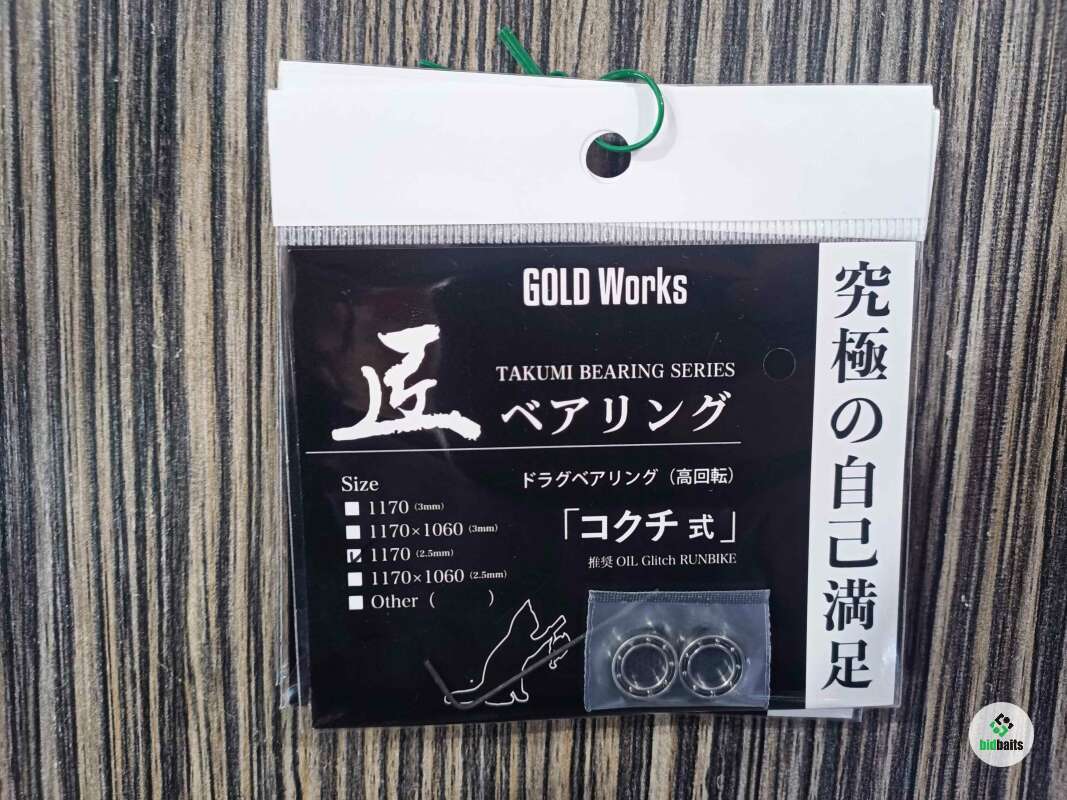 GOLD Works
匠
TAKUMI BEARING SERIES
ベアリング
ドラグベアリング（高回転）
「コクチ 式」
推奨 OIL Glitch RUNBIKE
Size
1170 (3mm)
1170×1060 (3mm)
1170 (2.5mm)
1170×1060 (2.5mm)
Other (　　)
究極の自己満足
bidbaits